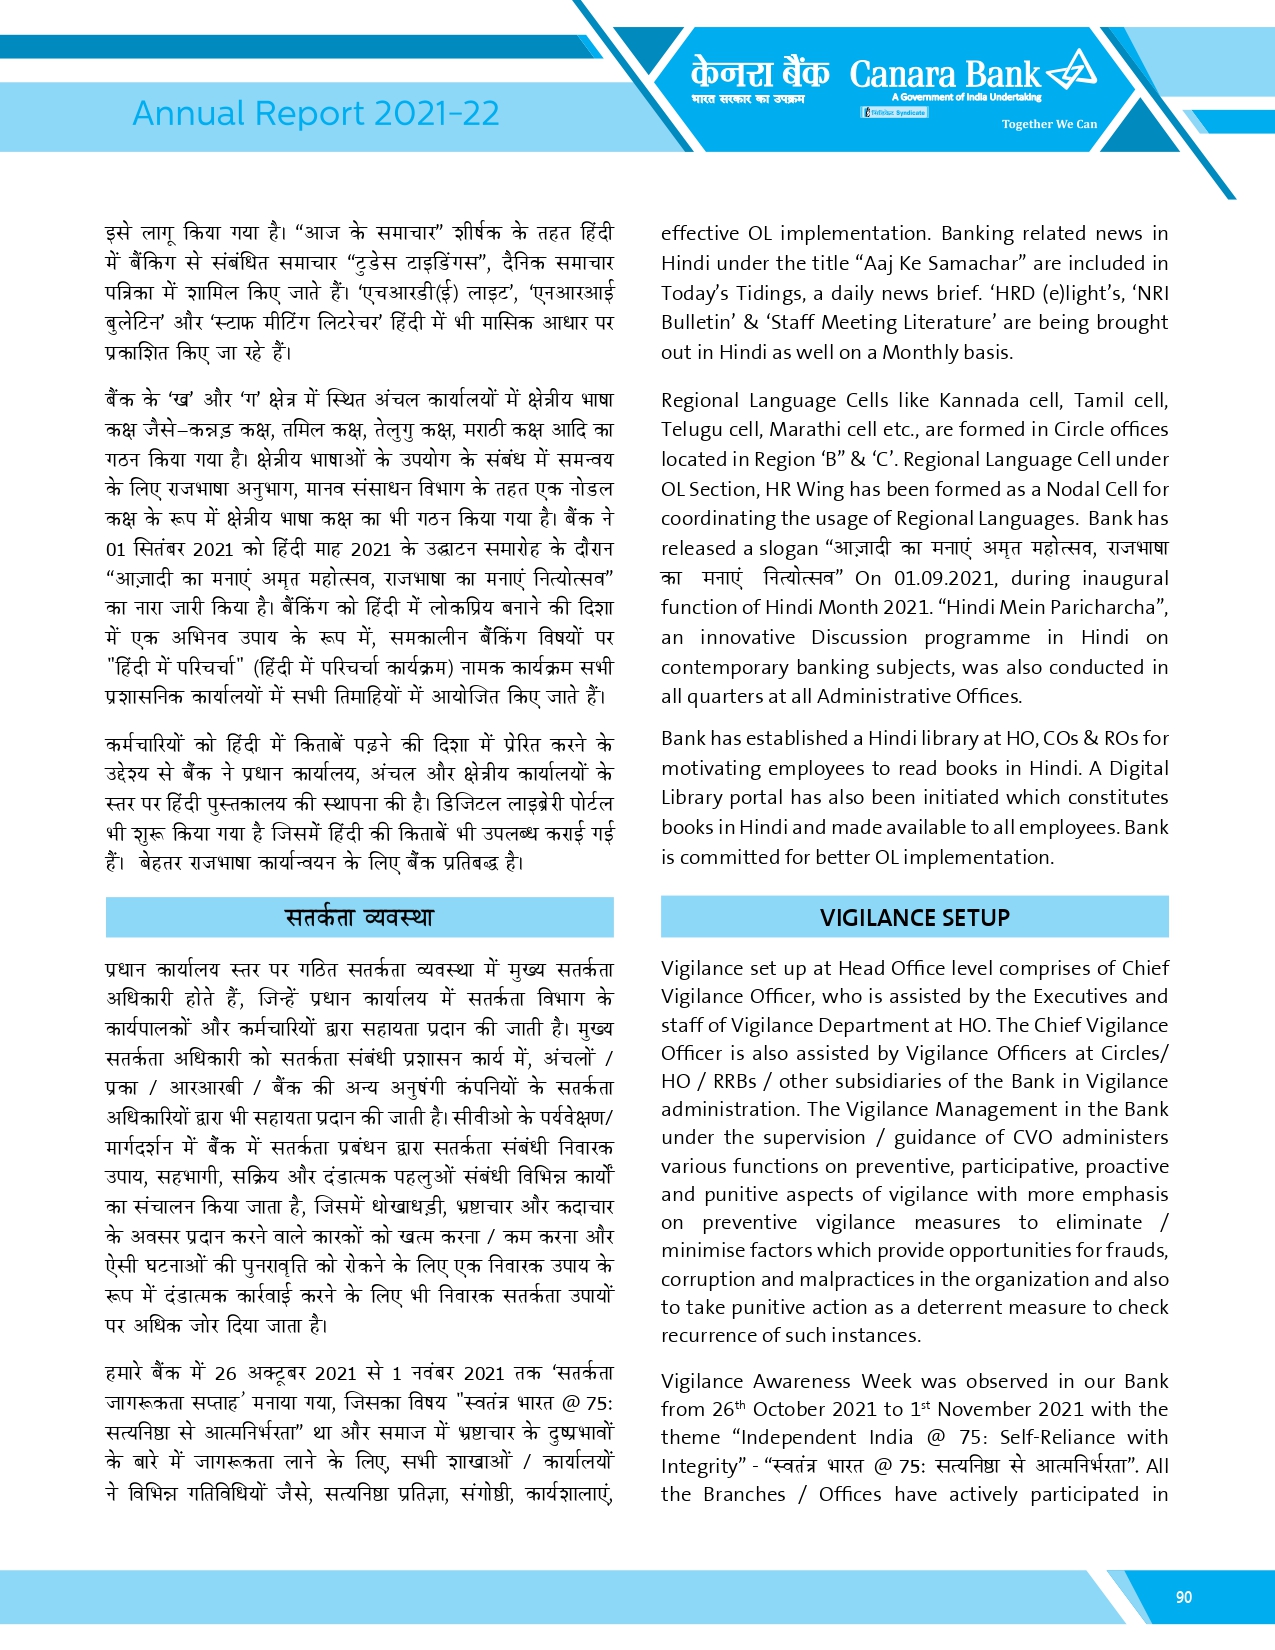 Annual Report 2021-22
केनरा बैंक Canara Bank
भारत सरकार का उपक्रम
A Government of India Undertaking
Syndicate
Together We Can
इसे लागू किया गया है। “आज के समाचार” शीर्षक के तहत हिंदी
में बैंकिंग से संबंधित समाचार “टुडेस टाइडिंगस”, दैनिक समाचार
पत्रिका में शामिल किए जाते हैं। ‘एचआरडी(ई) लाइट’, ‘एनआरआई
बुलेटिन’ और ‘स्टाफ मीटिंग लिटरेचर’ हिंदी में भी मासिक आधार पर
प्रकाशित किए जा रहे हैं।
बैंक के ‘ख’ और ‘ग’ क्षेत्र में स्थित अंचल कार्यालयों में क्षेत्रीय भाषा
कक्ष जैसे–कन्नड़ कक्ष, तमिल कक्ष, तेलुगु कक्ष, मराठी कक्ष आदि का
गठन किया गया है। क्षेत्रीय भाषाओं के उपयोग के संबंध में समन्वय
के लिए राजभाषा अनुभाग, मानव संसाधन विभाग के तहत एक नोडल
कक्ष के रूप में क्षेत्रीय भाषा कक्ष का भी गठन किया गया है। बैंक ने
01 सितंबर 2021 को हिंदी माह 2021 के उद्घाटन समारोह के दौरान
“आज़ादी का मनाएं अमृत महोत्सव, राजभाषा का मनाएं नित्योत्सव”
का नारा जारी किया है। बैंकिंग को हिंदी में लोकप्रिय बनाने की दिशा
में एक अभिनव उपाय के रूप में, समकालीन बैंकिंग विषयों पर
"हिंदी में परिचर्चा" (हिंदी में परिचर्चा कार्यक्रम) नामक कार्यक्रम सभी
प्रशासनिक कार्यालयों में सभी तिमाहियों में आयोजित किए जाते हैं।
कर्मचारियों को हिंदी में किताबें पढ़ने की दिशा में प्रेरित करने के
उद्देश्य से बैंक ने प्रधान कार्यालय, अंचल और क्षेत्रीय कार्यालयों के
स्तर पर हिंदी पुस्तकालय की स्थापना की है। डिजिटल लाइब्रेरी पोर्टल
भी शुरू किया गया है जिसमें हिंदी की किताबें भी उपलब्ध कराई गई
हैं। बेहतर राजभाषा कार्यान्वयन के लिए बैंक प्रतिबद्ध है।
सतर्कता व्यवस्था
प्रधान कार्यालय स्तर पर गठित सतर्कता व्यवस्था में मुख्य सतर्कता
अधिकारी होते हैं, जिन्हें प्रधान कार्यालय में सतर्कता विभाग के
कार्यपालकों और कर्मचारियों द्वारा सहायता प्रदान की जाती है। मुख्य
सतर्कता अधिकारी को सतर्कता संबंधी प्रशासन कार्य में, अंचलों /
प्रका / आरआरबी / बैंक की अन्य अनुषंगी कंपनियों के सतर्कता
अधिकारियों द्वारा भी सहायता प्रदान की जाती है। सीवीओ के पर्यवेक्षण/
मार्गदर्शन में बैंक में सतर्कता प्रबंधन द्वारा सतर्कता संबंधी निवारक
उपाय, सहभागी, सक्रिय और दंडात्मक पहलुओं संबंधी विभिन्न कार्यों
का संचालन किया जाता है, जिसमें धोखाधड़ी, भ्रष्टाचार और कदाचार
के अवसर प्रदान करने वाले कारकों को खत्म करना / कम करना और
ऐसी घटनाओं की पुनरावृत्ति को रोकने के लिए एक निवारक उपाय के
रूप में दंडात्मक कार्रवाई करने के लिए भी निवारक सतर्कता उपायों
पर अधिक जोर दिया जाता है।
हमारे बैंक में 26 अक्टूबर 2021 से 1 नवंबर 2021 तक ‘सतर्कता
जागरूकता सप्ताह’ मनाया गया, जिसका विषय "स्वतंत्र भारत @ 75:
सत्यनिष्ठा से आत्मनिर्भरता” था और समाज में भ्रष्टाचार के दुष्प्रभावों
के बारे में जागरूकता लाने के लिए, सभी शाखाओं / कार्यालयों
ने विभिन्न गतिविधियों जैसे, सत्यनिष्ठा प्रतिज्ञा, संगोष्ठी, कार्यशालाएं,
effective OL implementation. Banking related news in
Hindi under the title “Aaj Ke Samachar” are included in
Today’s Tidings, a daily news brief. ‘HRD (e)light’s, ‘NRI
Bulletin’ & ‘Staff Meeting Literature’ are being brought
out in Hindi as well on a Monthly basis.
Regional Language Cells like Kannada cell, Tamil cell,
Telugu cell, Marathi cell etc., are formed in Circle offices
located in Region ‘B” & ‘C’. Regional Language Cell under
OL Section, HR Wing has been formed as a Nodal Cell for
coordinating the usage of Regional Languages. Bank has
released a slogan “आज़ादी का मनाएं अमृत महोत्सव, राजभाषा
का मनाएं नित्योत्सव” On 01.09.2021, during inaugural
function of Hindi Month 2021. “Hindi Mein Paricharcha”,
an innovative Discussion programme in Hindi on
contemporary banking subjects, was also conducted in
all quarters at all Administrative Offices.
Bank has established a Hindi library at HO, COs & ROs for
motivating employees to read books in Hindi. A Digital
Library portal has also been initiated which constitutes
books in Hindi and made available to all employees. Bank
is committed for better OL implementation.
VIGILANCE SETUP
Vigilance set up at Head Office level comprises of Chief
Vigilance Officer, who is assisted by the Executives and
staff of Vigilance Department at HO. The Chief Vigilance
Officer is also assisted by Vigilance Officers at Circles/
HO / RRBs / other subsidiaries of the Bank in Vigilance
administration. The Vigilance Management in the Bank
under the supervision / guidance of CVO administers
various functions on preventive, participative, proactive
and punitive aspects of vigilance with more emphasis
on preventive vigilance measures to eliminate /
minimise factors which provide opportunities for frauds,
corruption and malpractices in the organization and also
to take punitive action as a deterrent measure to check
recurrence of such instances.
Vigilance Awareness Week was observed in our Bank
from 26th October 2021 to 1st November 2021 with the
theme “Independent India @ 75: Self-Reliance with
Integrity” - “स्वतंत्र भारत @ 75: सत्यनिष्ठा से आत्मनिर्भरता”. All
the Branches / Offices have actively participated in
90